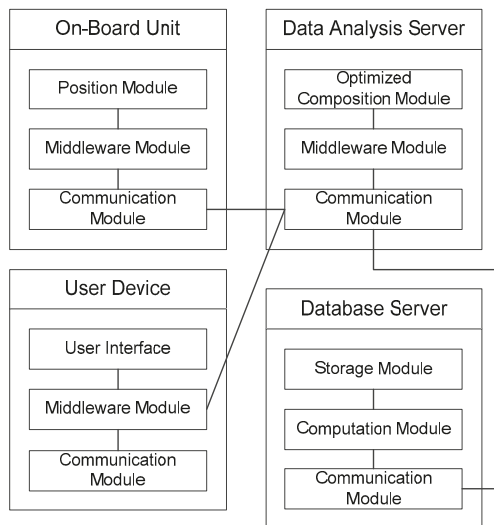 On-Board Unit
Position Module
Middleware Module
Communication
Module
Data Analysis Server
Optimized
Composition Module
Middleware Module
Communication
Module
User Device
User Interface
Middleware Module
Communication
Module
Database Server
Storage Module
Computation Module
Communication
Module